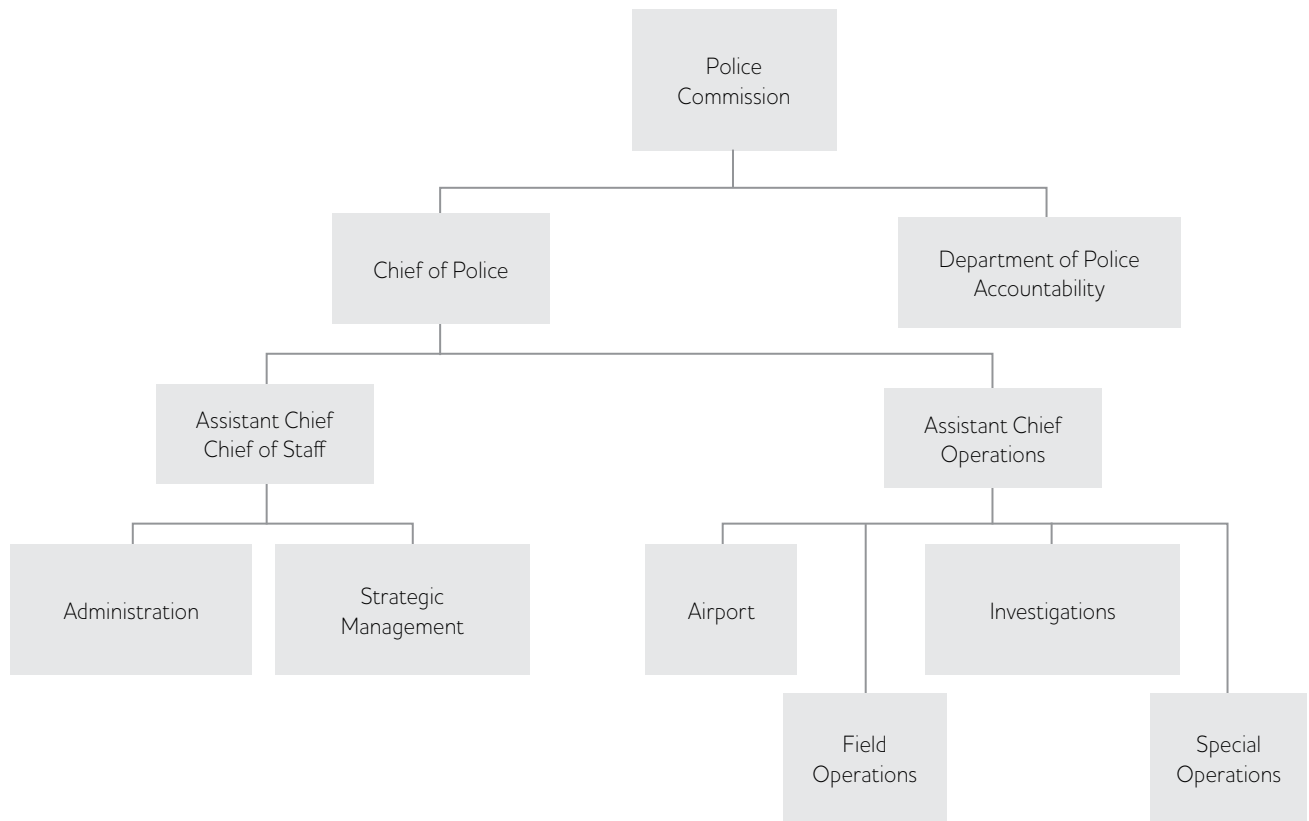 Police
Commission
Chief of Police
Department of Police
Accountability
Assistant Chief
Chief of Staff
Assistant Chief
Operations
Administration
Strategic
Management
Airport
Investigations
Field
Operations
Special
Operations